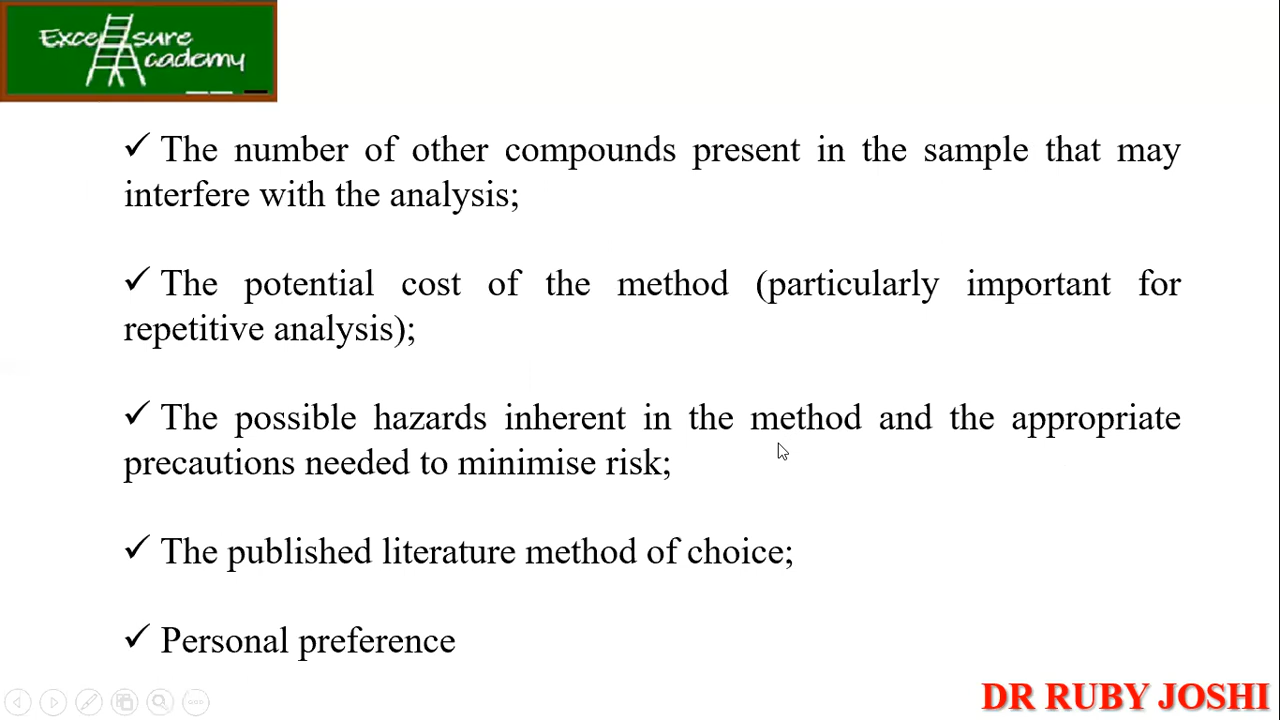 Excel sure
Academy
✓ The number of other compounds present in the sample that may
interfere with the analysis;
✓ The potential cost of the method (particularly important for
repetitive analysis);
✓ The possible hazards inherent in the method and the appropriate
precautions needed to minimise risk;
✓ The published literature method of choice;
✓ Personal preference
DR RUBY JOSHI